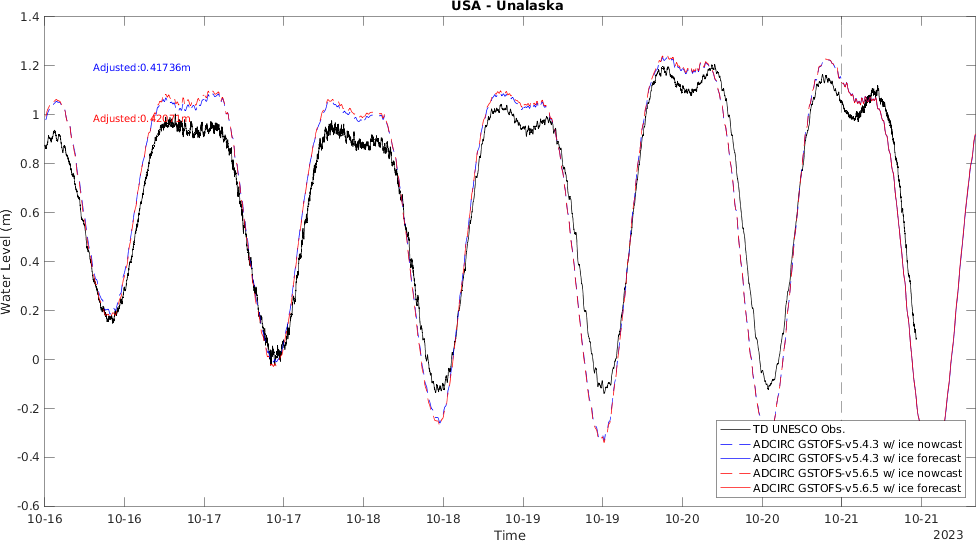 USA - Unalaska
1.4
1.2
1
0.8
0.6
0.4
0.2
0
-0.2
-0.4
-0.6
Water Level (m)
Adjusted:0.41736m
TD UNESCO Obs.
ADCIRC GSTOFS-v5.4.3 w/ ice nowcast
ADCIRC GSTOFS-v5.4.3 w/ ice forecast
ADCIRC GSTOFS-v5.6.5 w/ ice nowcast
ADCIRC GSTOFS-v5.6.5 w/ ice forecast
10-16 10-16 10-17 10-17 10-18 10-18 10-19 10-19 10-20 10-20 10-21 10-21
Time
2023